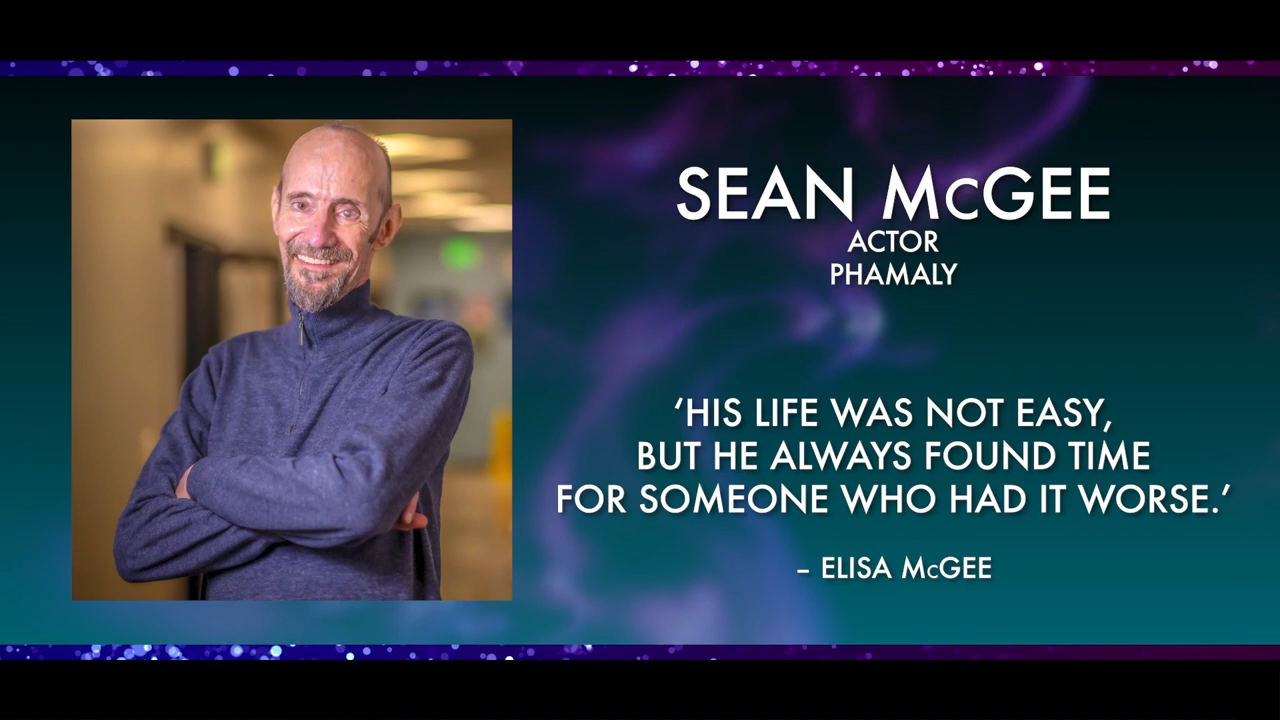 SEAN McGEE
ACTOR
PHAMALY
‘HIS LIFE WAS NOT EASY,
BUT HE ALWAYS FOUND TIME
FOR SOMEONE WHO HAD IT WORSE.’
– ELISA McGEE